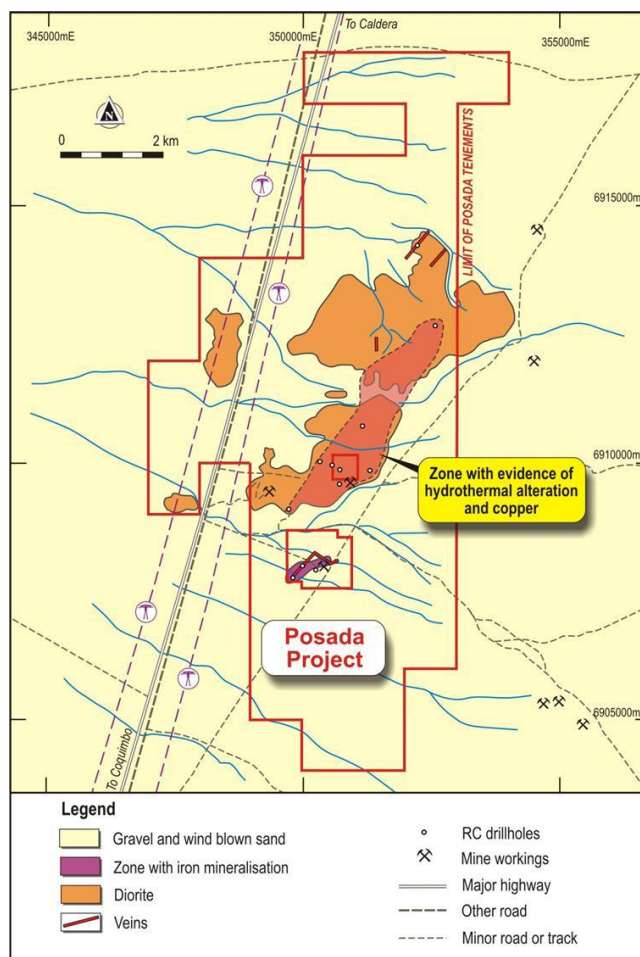 To Caldera
345000mE
350000mE
355000mE
N
0
2 km
LIMIT OF POSADA TENEMENTS
6915000m
6910000m
Zone with evidence of
hydrothermal alteration
and copper
Posada
Project
6905000m
To Coquimbo
Legend
Gravel and wind blown sand
Zone with iron mineralisation
Diorite
Veins
RC drillholes
Mine workings
Major highway
Other road
Minor road or track